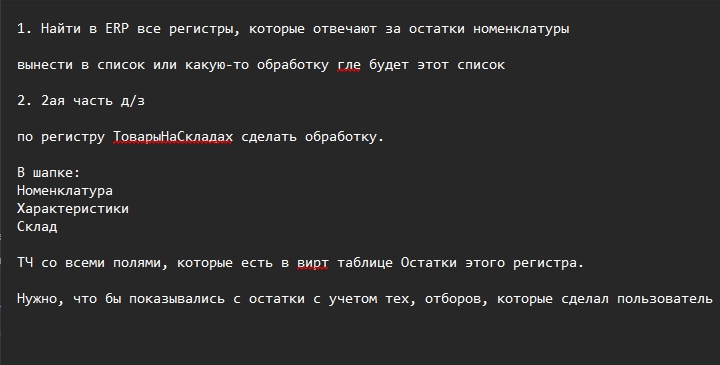 1. Найти в ERP все регистры, которые отвечают за остатки номенклатуры
вынести в список или какую-то обработку гле будет этот список
2. 2ая часть д/з
по регистру ТоварыНаСкладах сделать обработку.
В шапке:
Номенклатура
Характеристики
Склад
ТЧ со всеми полями, которые есть в вирт таблице Остатки этого регистра.
Нужно, что бы показывались с остатки с учетом тех, отборов, которые сделал пользователь